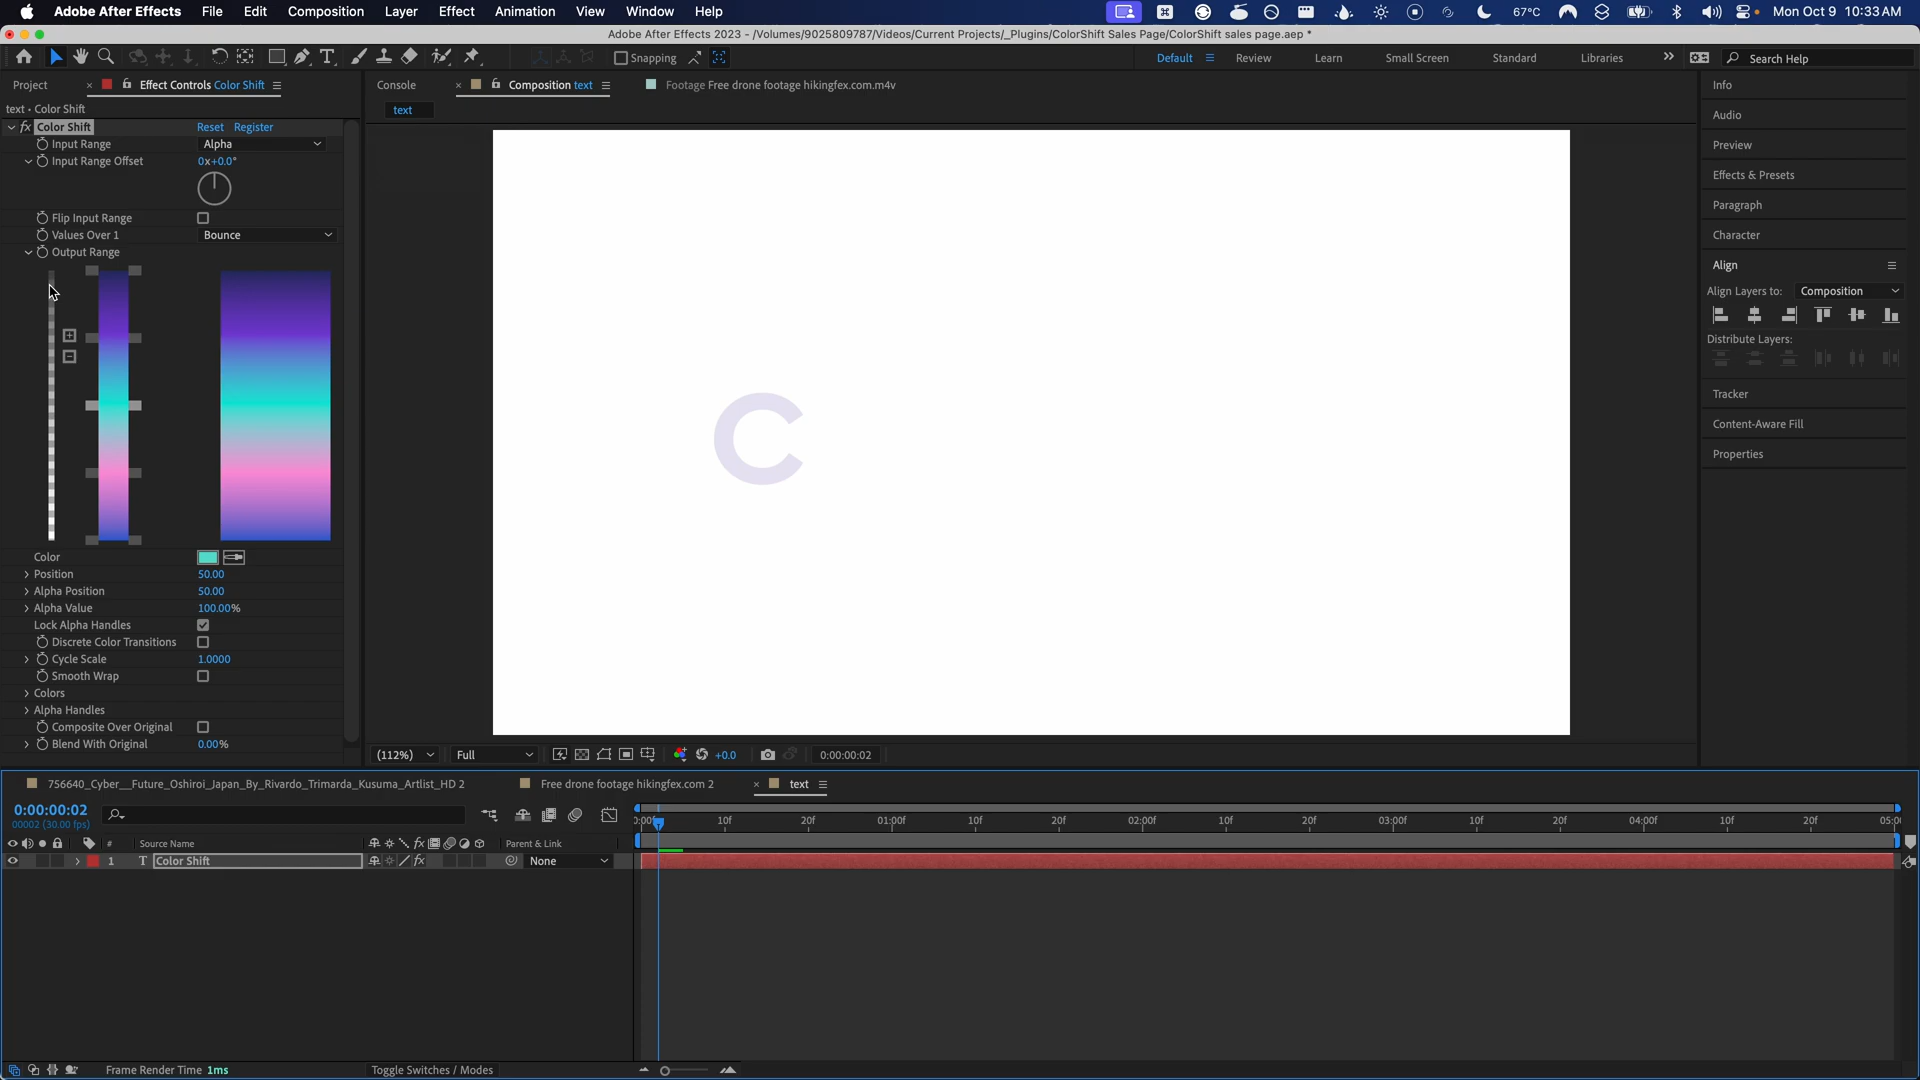 Adobe After Effects File Edit Composition Layer Effect Animation View Window Help 67°C Mon Oct 9 10:33 AM
Adobe After Effects 2023 - /Volumes/9025809787/Videos/Current Projects/_Plugins/ColorShift Sales Page/ColorShift sales page.aep *
Snapping Default Review Learn Small Screen Standard Libraries Search Help
Project Effect Controls Color Shift Console Composition text Footage Free drone footage hikingfex.com.m4v Info
text • Color Shift text
Audio
fx Color Shift Reset Register
Input Range Alpha Preview
Input Range Offset 0x+0.0°
Effects & Presets
Paragraph
Flip Input Range
Values Over 1 Bounce Character
Output Range
Align
Align Layers to: Composition
Distribute Layers:
Tracker
C
Content-Aware Fill
Properties
Color
Position 50.00
Alpha Position 50.00
Alpha Value 100.00%
Lock Alpha Handles
Discrete Color Transitions
Cycle Scale 1.0000
Smooth Wrap
Colors
Alpha Handles
Composite Over Original
Blend With Original 0.00%
(112%) Full +0.0 0:00:00:02
756640_Cyber__Future_Oshiroi_Japan_By_Rivardo_Trimarda_Kusuma_Artlist_HD 2 Free drone footage hikingfex.com 2 text
0:00:00:02
00002 (30.00 fps)
10f 20f 01:00f 10f 20f 02:00f 10f 20f 03:00f 10f 20f 04:00f 10f 20f
# Source Name fx Parent & Link
1 T Color Shift fx None
Frame Render Time 1ms Toggle Switches / Modes